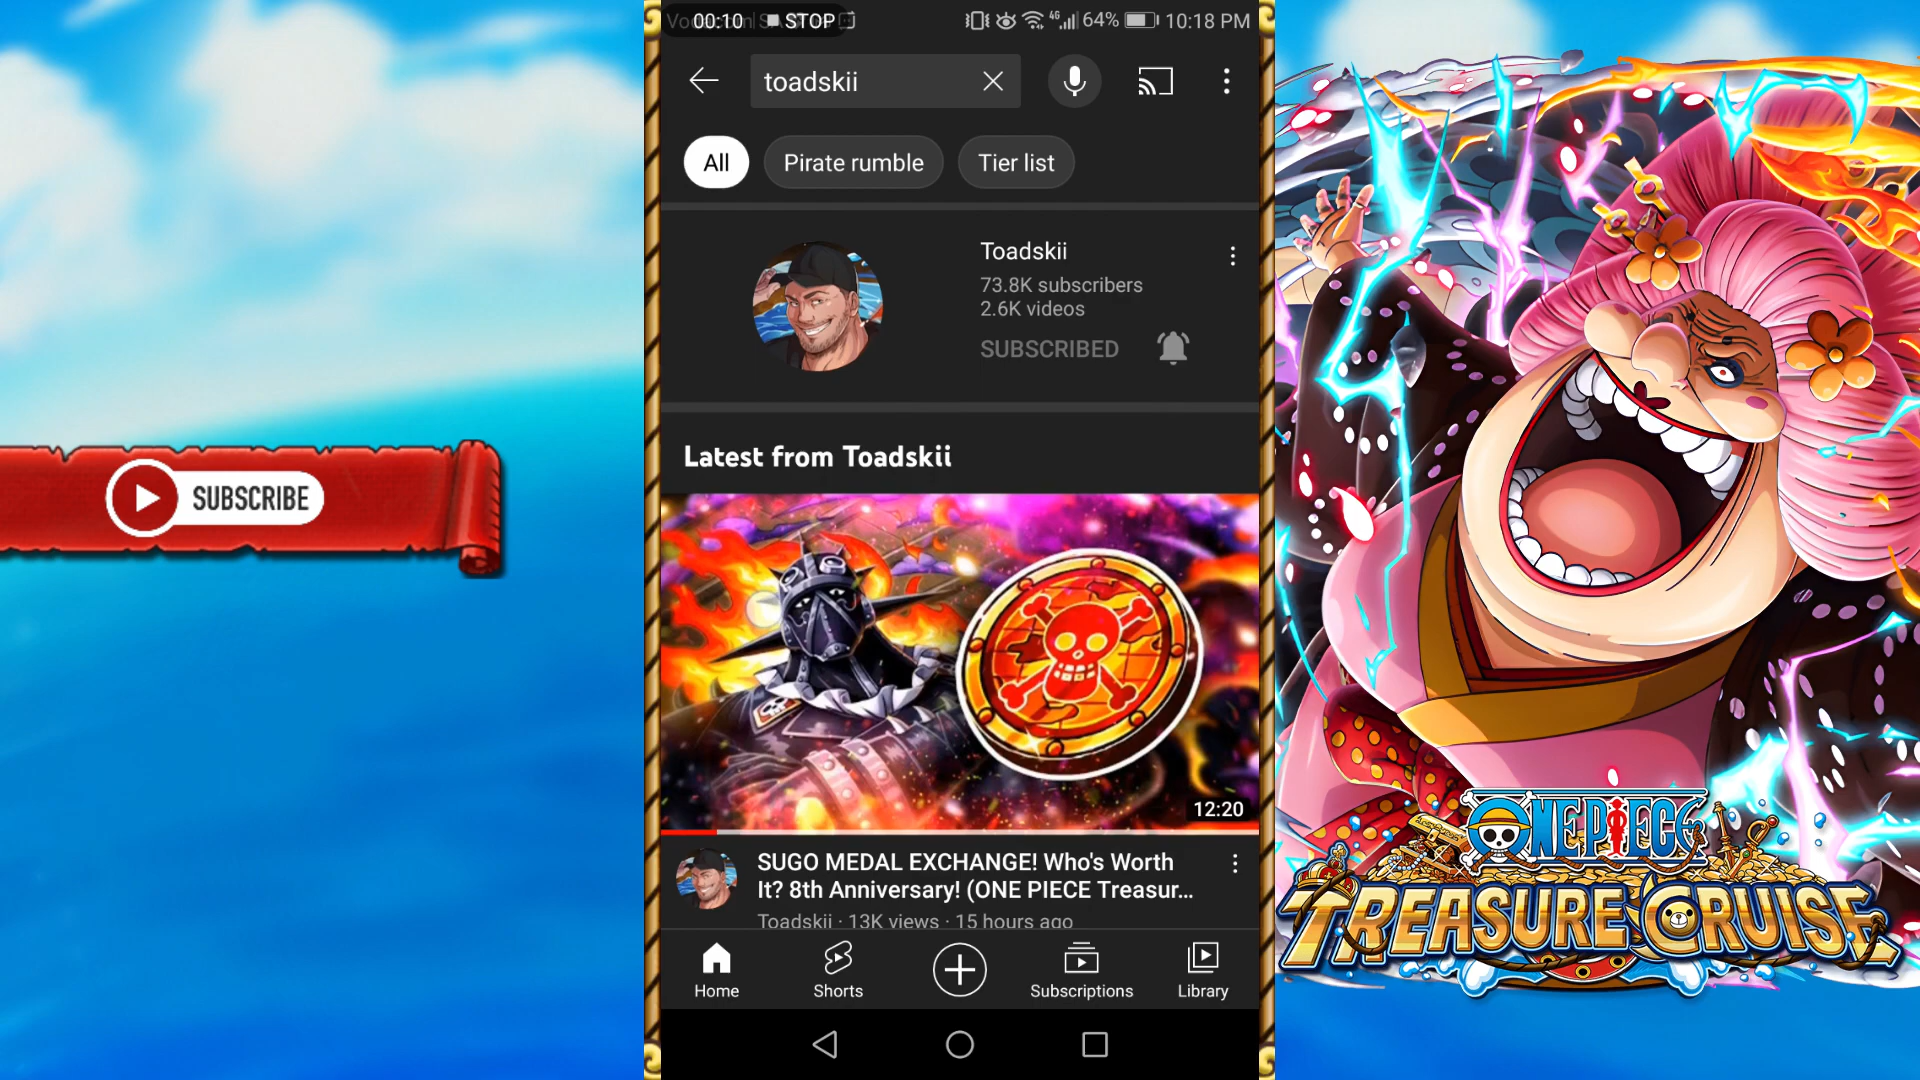 SUBSCRIBE
00:10 STOP
4G 64% 10:18 PM
toadskii
All
Pirate rumble
Tier list
Toadskii
73.8K subscribers
2.6K videos
SUBSCRIBED
Latest from Toadskii
12:20
SUGO MEDAL EXCHANGE! Who's Worth
It? 8th Anniversary! (ONE PIECE Treasur...
Toadskii · 13K views · 15 hours ago
Home
Shorts
Subscriptions
Library
ONE PIECE
TREASURE CRUISE